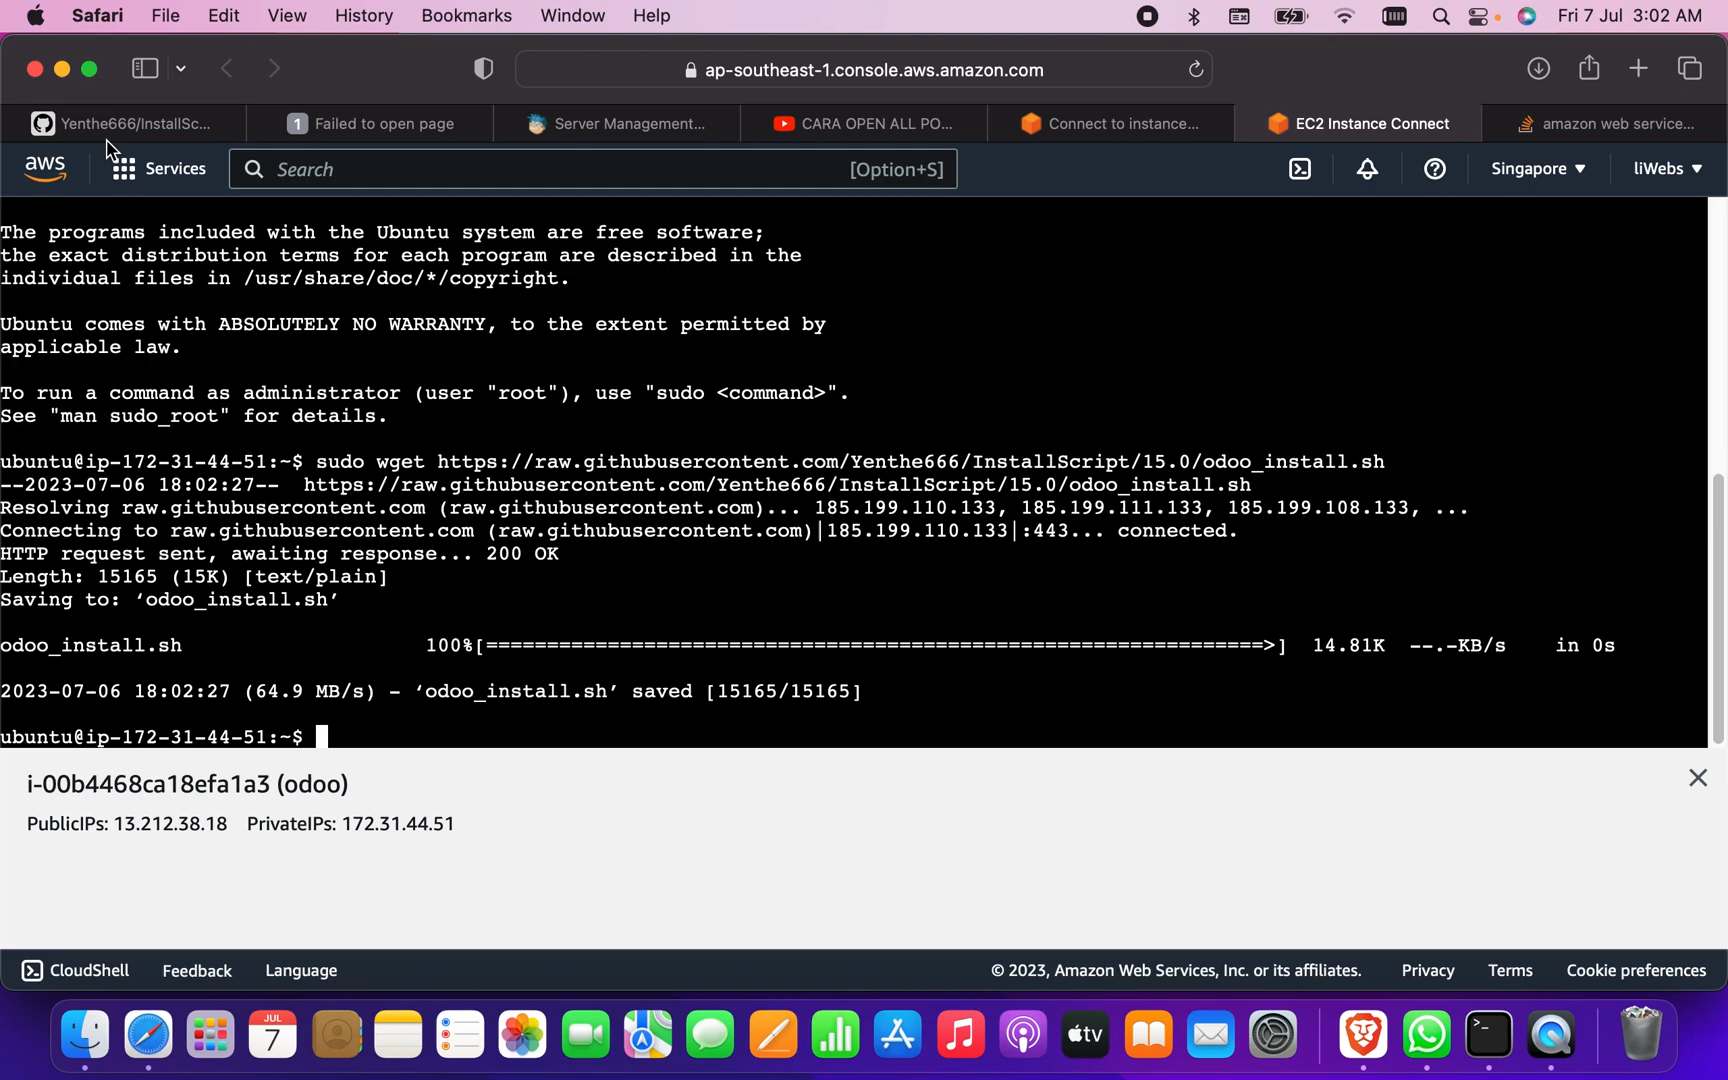 Safari File Edit View History Bookmarks Window Help Fri 7 Jul 3:02 AM
ap-southeast-1.console.aws.amazon.com
Yenthe666/InstallSc... 1 Failed to open page Server Management... CARA OPEN ALL PO... Connect to instance... EC2 Instance Connect amazon web service...
aws Services Search [Option+S] Singapore liWebs
The programs included with the Ubuntu system are free software;
the exact distribution terms for each program are described in the
individual files in /usr/share/doc/*/copyright.
Ubuntu comes with ABSOLUTELY NO WARRANTY, to the extent permitted by
applicable law.
To run a command as administrator (user "root"), use "sudo <command>".
See "man sudo_root" for details.
ubuntu@ip-172-31-44-51:~$ sudo wget https://raw.githubusercontent.com/Yenthe666/InstallScript/15.0/odoo_install.sh
--2023-07-06 18:02:27-- https://raw.githubusercontent.com/Yenthe666/InstallScript/15.0/odoo_install.sh
Resolving raw.githubusercontent.com (raw.githubusercontent.com)... 185.199.110.133, 185.199.111.133, 185.199.108.133, ...
Connecting to raw.githubusercontent.com (raw.githubusercontent.com)|185.199.110.133|:443... connected.
HTTP request sent, awaiting response... 200 OK
Length: 15165 (15K) [text/plain]
Saving to: ‘odoo_install.sh’
odoo_install.sh 100%[================================================================>] 14.81K --.-KB/s in 0s
2023-07-06 18:02:27 (64.9 MB/s) - ‘odoo_install.sh’ saved [15165/15165]
ubuntu@ip-172-31-44-51:~$
i-00b4468ca18efa1a3 (odoo)
PublicIPs: 13.212.38.18 PrivateIPs: 172.31.44.51
CloudShell Feedback Language © 2023, Amazon Web Services, Inc. or its affiliates. Privacy Terms Cookie preferences
JUL
7
tv